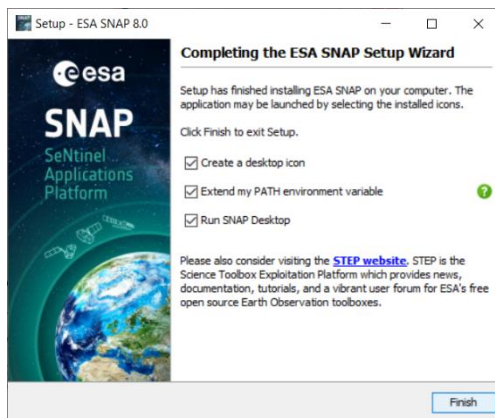 Setup - ESA SNAP 8.0
esa
SNAP
SeNtinel
Applications
Platform
Completing the ESA SNAP Setup Wizard
Setup has finished installing ESA SNAP on your computer. The
application may be launched by selecting the installed icons.
Click Finish to exit Setup.
Create a desktop icon
Extend my PATH environment variable
?
Run SNAP Desktop
Please also consider visiting the STEP website. STEP is the
Science Toolbox Exploitation Platform which provides news,
documentation, tutorials, and a vibrant user forum for ESA's free
open source Earth Observation toolboxes.
Finish